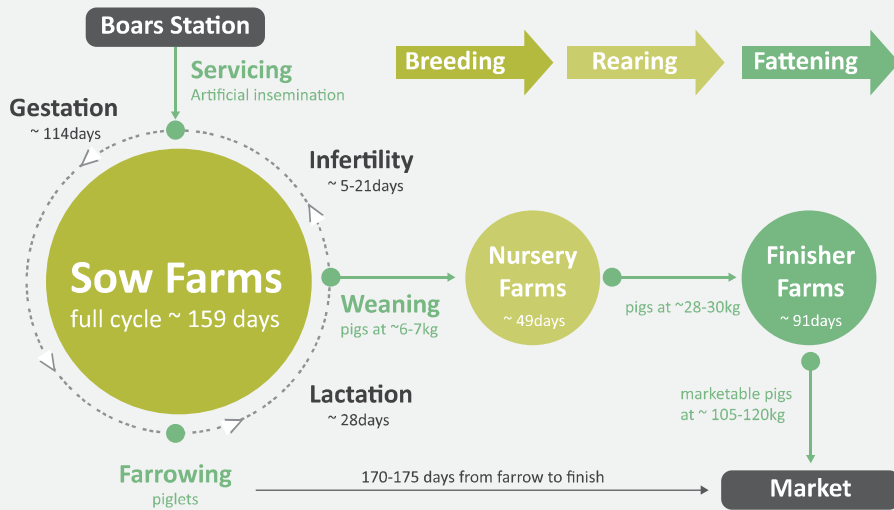 Boars Station
Servicing
Artificial insemination
Breeding
Rearing
Fattening
Gestation
~ 114days
Infertility
~ 5-21days
Sow Farms
full cycle ~ 159 days
Weaning
pigs at ~6-7kg
Nursery
Farms
~ 49days
pigs at ~28-30kg
Finisher
Farms
~ 91days
Lactation
~ 28days
marketable pigs
at ~ 105-120kg
Farrowing
piglets
170-175 days from farrow to finish
Market